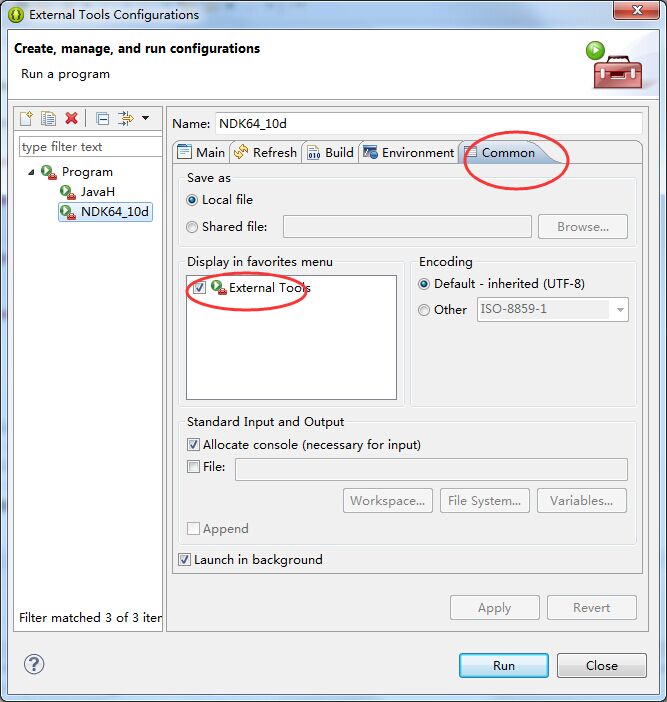 External Tools Configurations
Create, manage, and run configurations
Run a program
type filter text
Program
JavaH
NDK64_10d
Filter matched 3 of 3 iter
Name: NDK64_10d
Main Refresh Build Environment Common
Save as
Local file
Shared file: Browse...
Display in favorites menu
External Tools
Encoding
Default - inherited (UTF-8)
Other ISO-8859-1
Standard Input and Output
Allocate console (necessary for input)
File:
Workspace... File System... Variables...
Append
Launch in background
Apply Revert
Run Close